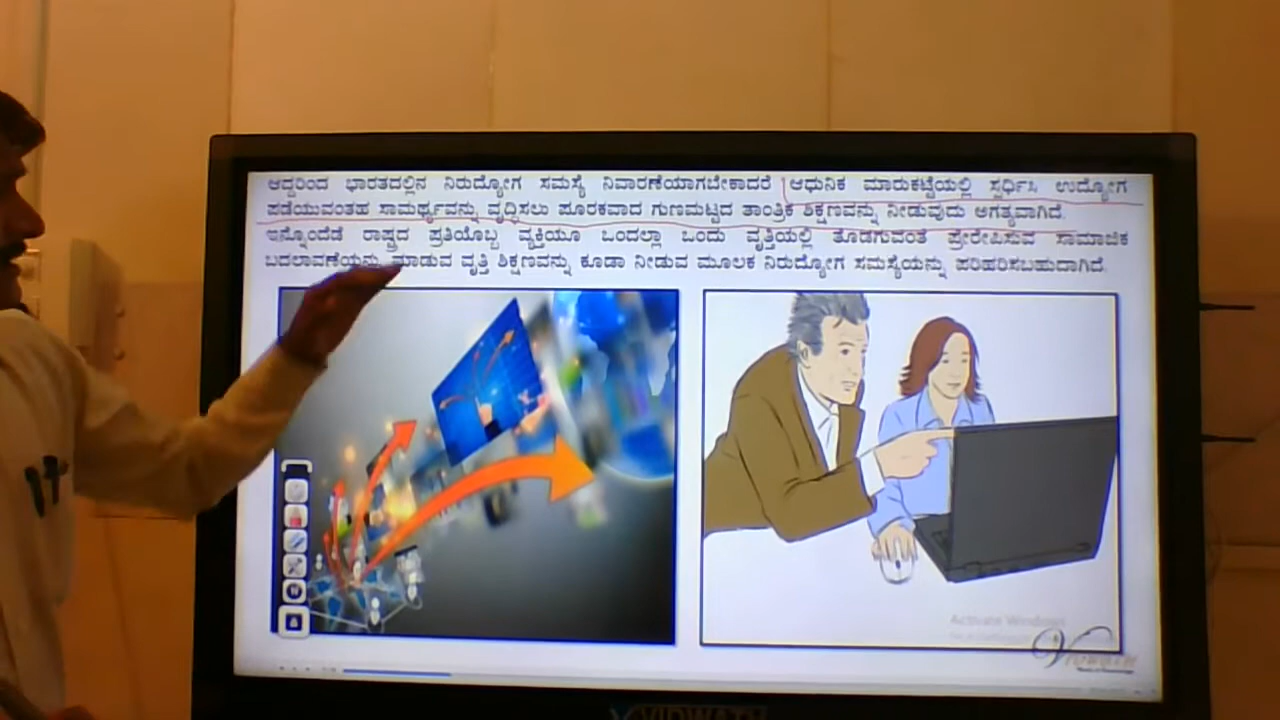 ಆದ್ದರಿಂದ ಭಾರತದಲ್ಲಿನ ನಿರುದ್ಯೋಗ ಸಮಸ್ಯೆ ನಿವಾರಣೆಯಾಗಬೇಕಾದರೆ ಆಧುನಿಕ ಮಾರುಕಟ್ಟೆಯಲ್ಲಿ ಸ್ಪರ್ಧಿಸಿ ಉದ್ಯೋಗ
ಪಡೆಯುವಂತಹ ಸಾಮರ್ಥ್ಯವನ್ನು ವೃದ್ಧಿಸಲು ಪೂರಕವಾದ ಗುಣಮಟ್ಟದ ತಾಂತ್ರಿಕ ಶಿಕ್ಷಣವನ್ನು ನೀಡುವುದು ಅಗತ್ಯವಾಗಿದೆ.
ಇನ್ನೊಂದೆಡೆ ರಾಷ್ಟ್ರದ ಪ್ರತಿಯೊಬ್ಬ ವ್ಯಕ್ತಿಯೂ ಒಂದಲ್ಲಾ ಒಂದು ವೃತ್ತಿಯಲ್ಲಿ ತೊಡಗುವಂತೆ ಪ್ರೇರೇಪಿಸುವ ಸಾಮಾಜಿಕ
ಬದಲಾವಣೆಯನ್ನು ಮಾಡುವ ವೃತ್ತಿ ಶಿಕ್ಷಣವನ್ನು ಕೂಡಾ ನೀಡುವ ಮೂಲಕ ನಿರುದ್ಯೋಗ ಸಮಸ್ಯೆಯನ್ನು ಪರಿಹರಿಸಬಹುದಾಗಿದೆ.
Activate Windows
Vidwath
VIDWATH